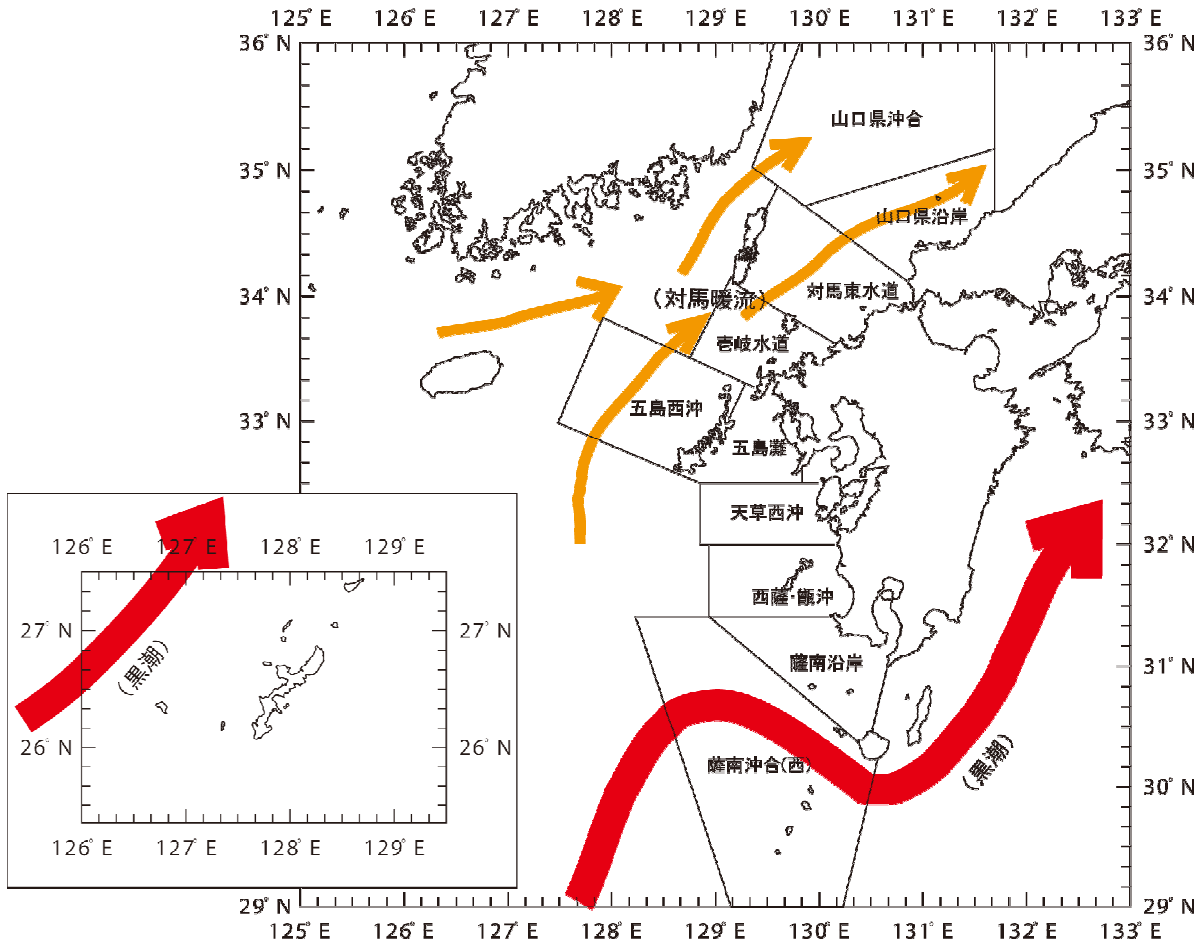 125° E 126° E 127° E 128° E 129° E 130° E 131° E 132° E 133° E
36° N 36° N
山口県沖合
35° N 35° N
山口県沿岸
34° N (対馬暖流) 対馬東水道 34° N
壱岐水道
五島西沖
33° N 33° N
五島灘
天草西沖
126° E 127° E 128° E 129° E
32° N
西薩・甑沖
27° N 27° N
(黒潮)
薩南沿岸
31° N
26° N 26° N
薩南沖合(西)
(黒潮)
30° N
126° E 127° E 128° E 129° E
29° N 29° N
125° E 126° E 127° E 128° E 129° E 130° E 131° E 132° E 133° E